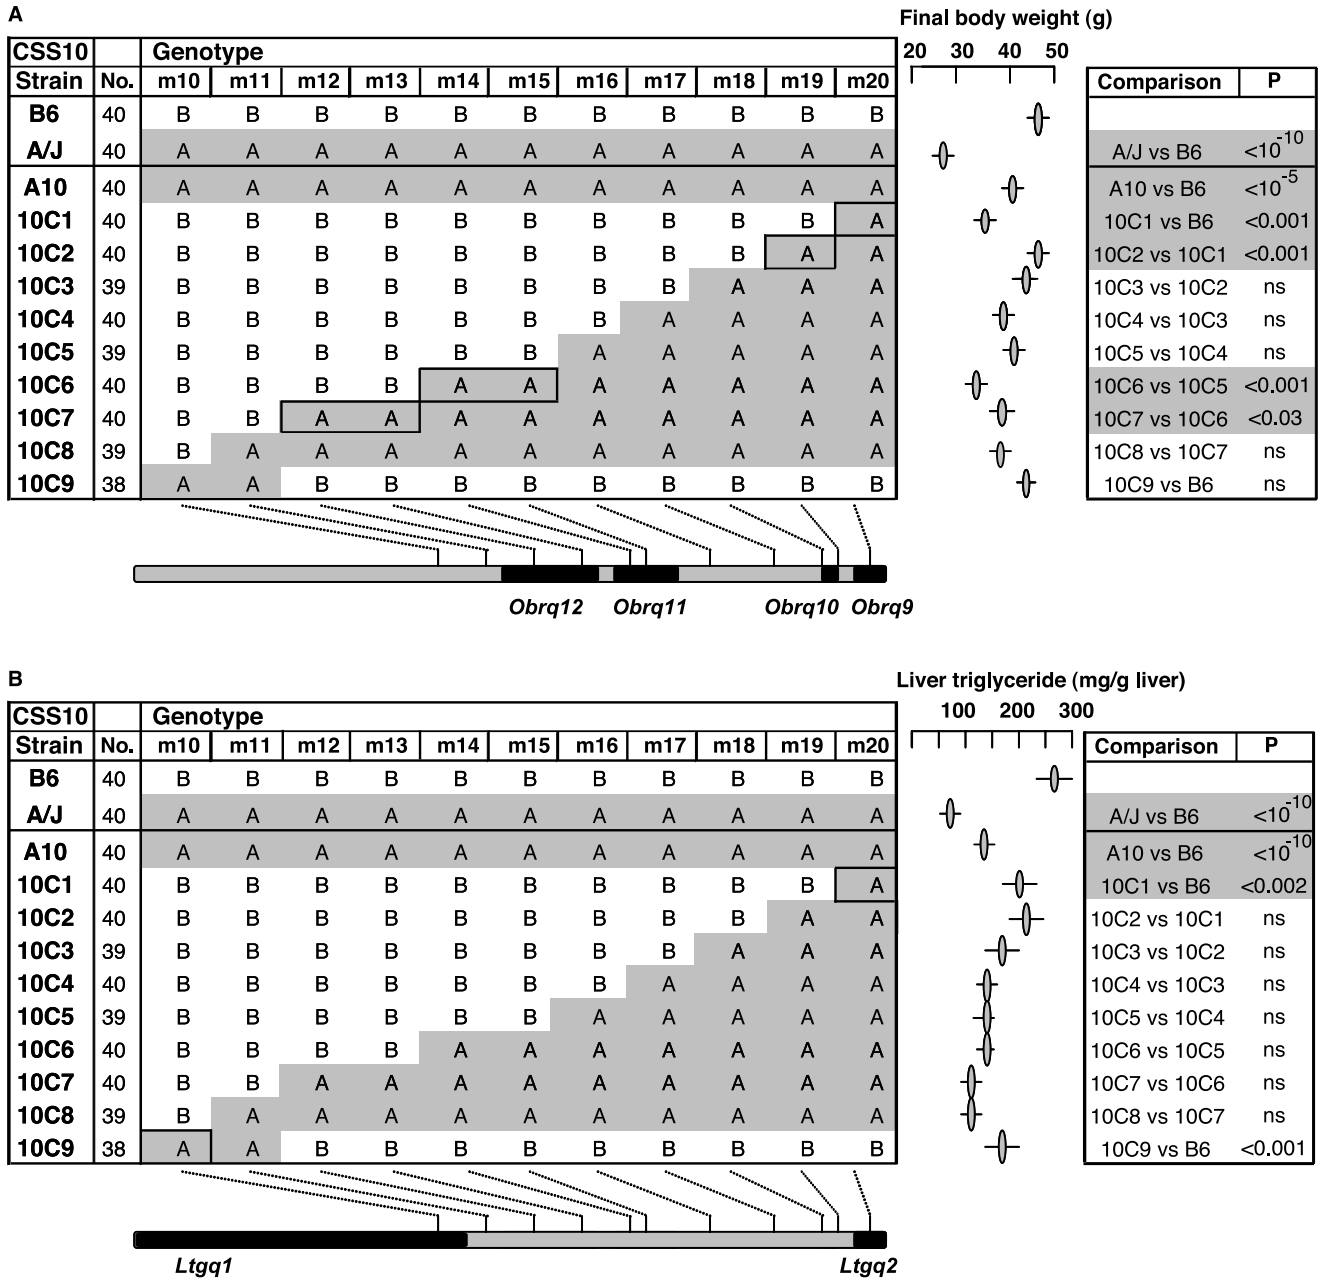 A
Final body weight (g)
CSS10 Genotype 20 30 40 50
Strain No. m10 m11 m12 m13 m14 m15 m16 m17 m18 m19 m20 Comparison P
B6 40 B B B B B B B B B B B
A/J 40 A A A A A A A A A A A A/J vs B6 <10-10
A10 40 A A A A A A A A A A A A10 vs B6 <10-5
10C1 40 B B B B B B B B B B A 10C1 vs B6 <0.001
10C2 40 B B B B B B B B B A A 10C2 vs 10C1 <0.001
10C3 39 B B B B B B B B A A A 10C3 vs 10C2 ns
10C4 40 B B B B B B B A A A A 10C4 vs 10C3 ns
10C5 39 B B B B B B A A A A A 10C5 vs 10C4 ns
10C6 40 B B B B A A A A A A A 10C6 vs 10C5 <0.001
10C7 40 B B A A A A A A A A A 10C7 vs 10C6 <0.03
10C8 39 B A A A A A A A A A A 10C8 vs 10C7 ns
10C9 38 A A B B B B B B B B B 10C9 vs B6 ns
Obrq12 Obrq11 Obrq10 Obrq9
B
Liver triglyceride (mg/g liver)
CSS10 Genotype 100 200 300
Strain No. m10 m11 m12 m13 m14 m15 m16 m17 m18 m19 m20 Comparison P
B6 40 B B B B B B B B B B B
A/J 40 A A A A A A A A A A A A/J vs B6 <10-10
A10 40 A A A A A A A A A A A A10 vs B6 <10-10
10C1 40 B B B B B B B B B B A 10C1 vs B6 <0.002
10C2 40 B B B B B B B B B A A 10C2 vs 10C1 ns
10C3 39 B B B B B B B B A A A 10C3 vs 10C2 ns
10C4 40 B B B B B B B A A A A 10C4 vs 10C3 ns
10C5 39 B B B B B B A A A A A 10C5 vs 10C4 ns
10C6 40 B B B B A A A A A A A 10C6 vs 10C5 ns
10C7 40 B B A A A A A A A A A 10C7 vs 10C6 ns
10C8 39 B A A A A A A A A A A 10C8 vs 10C7 ns
10C9 38 A A B B B B B B B B B 10C9 vs B6 <0.001
Ltgq1 Ltgq2